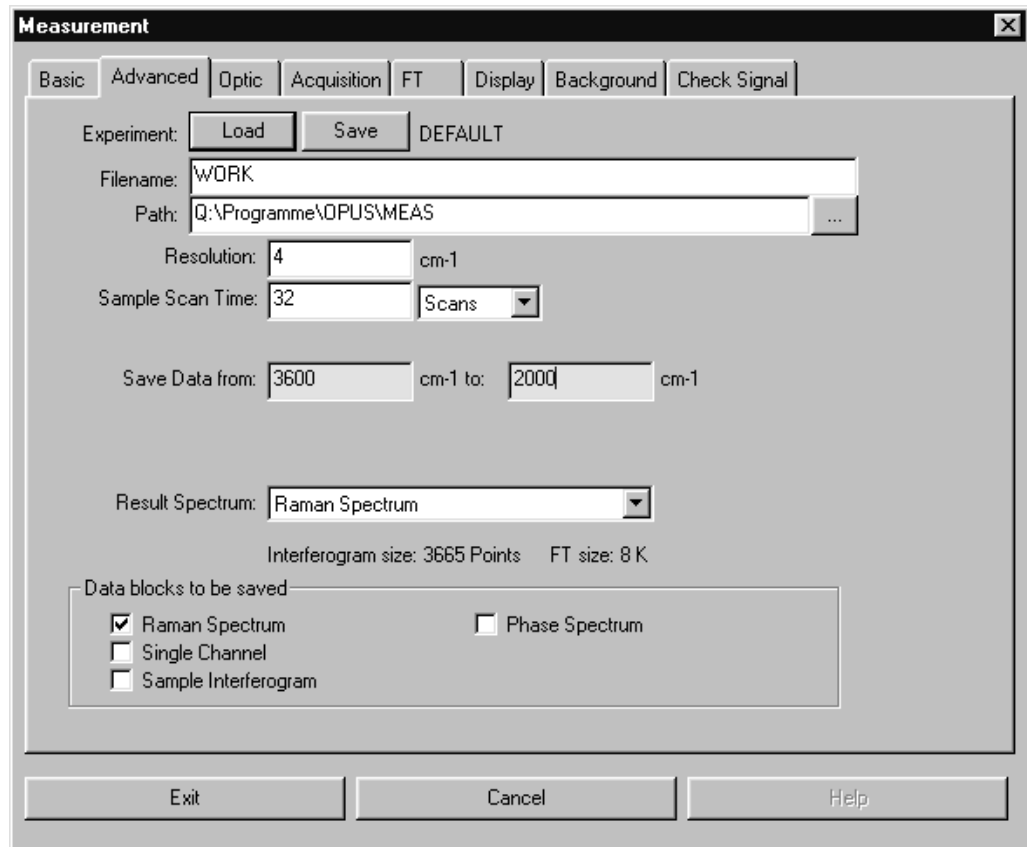 Measurement
Basic Advanced Optic Acquisition FT Display Background Check Signal
Experiment: Load Save DEFAULT
Filename: WORK
Path: Q:\Programme\OPUS\MEAS ...
Resolution: 4 cm-1
Sample Scan Time: 32 Scans
Save Data from: 3600 cm-1 to: 2000 cm-1
Result Spectrum: Raman Spectrum
Interferogram size: 3665 Points FT size: 8 K
Data blocks to be saved
Raman Spectrum Phase Spectrum
Single Channel
Sample Interferogram
Exit Cancel Help